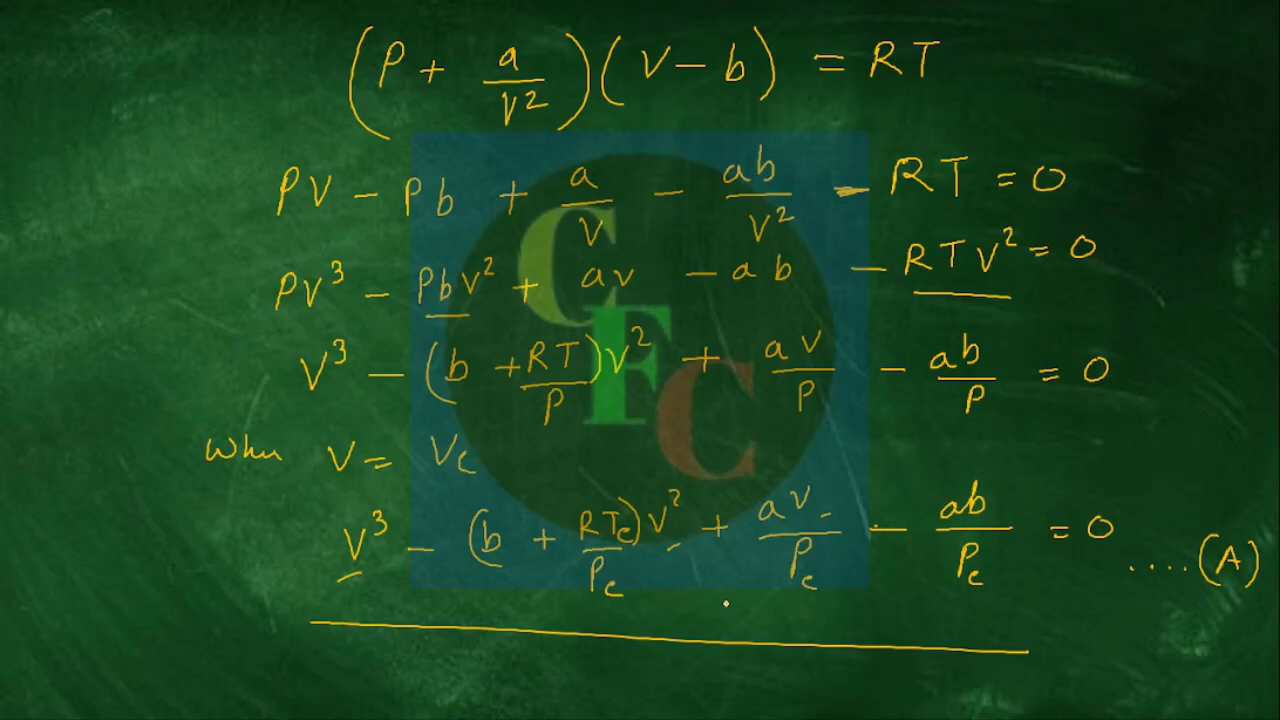 (P + a/V²)(V − b) = RT
PV − Pb + a/V − ab/V² − RT = 0
PV³ − PbV² + av − ab − RTV² = 0
V³ − (b + RT/P)V² + aV/P − ab/P = 0
When V = Vc
V³ − (b + RTc/Pc)V² + aV/Pc − ab/Pc = 0 ....(A)
CFC